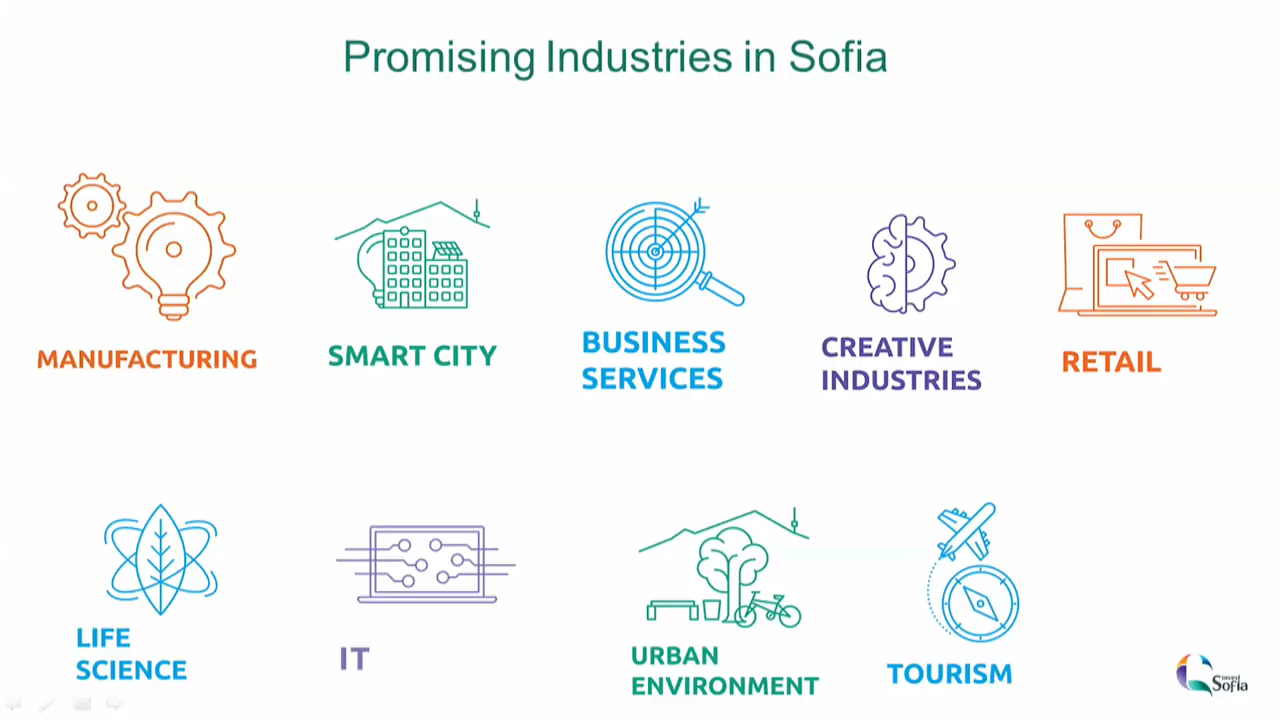 Promising Industries in Sofia
MANUFACTURING
SMART CITY
BUSINESS
SERVICES
CREATIVE
INDUSTRIES
RETAIL
LIFE
SCIENCE
IT
URBAN
ENVIRONMENT
TOURISM
invest
Sofia